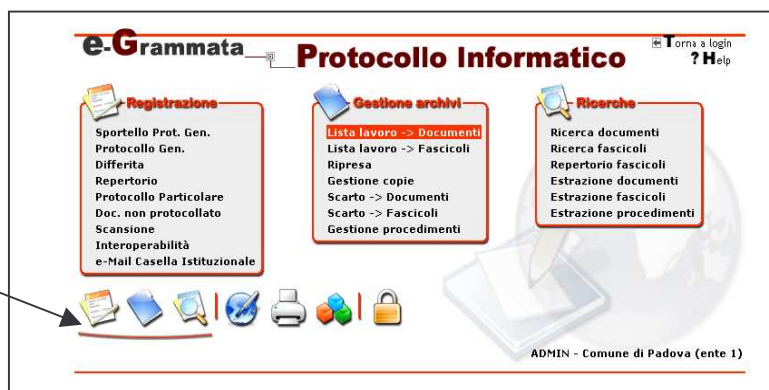 e-Grammata
Protocollo Informatico
Torna a login
? Help
Registrazione
Sportello Prot. Gen.
Protocollo Gen.
Differita
Repertorio
Protocollo Particolare
Doc. non protocollato
Scansione
Interoperabilità
e-Mail Casella Istituzionale
Gestione archivi
Lista lavoro -> Documenti
Lista lavoro -> Fascicoli
Ripresa
Gestione copie
Scarto -> Documenti
Scarto -> Fascicoli
Gestione procedimenti
Ricerche
Ricerca documenti
Ricerca fascicoli
Repertorio fascicoli
Estrazione documenti
Estrazione fascicoli
Estrazione procedimenti
ADMIN - Comune di Padova (ente 1)